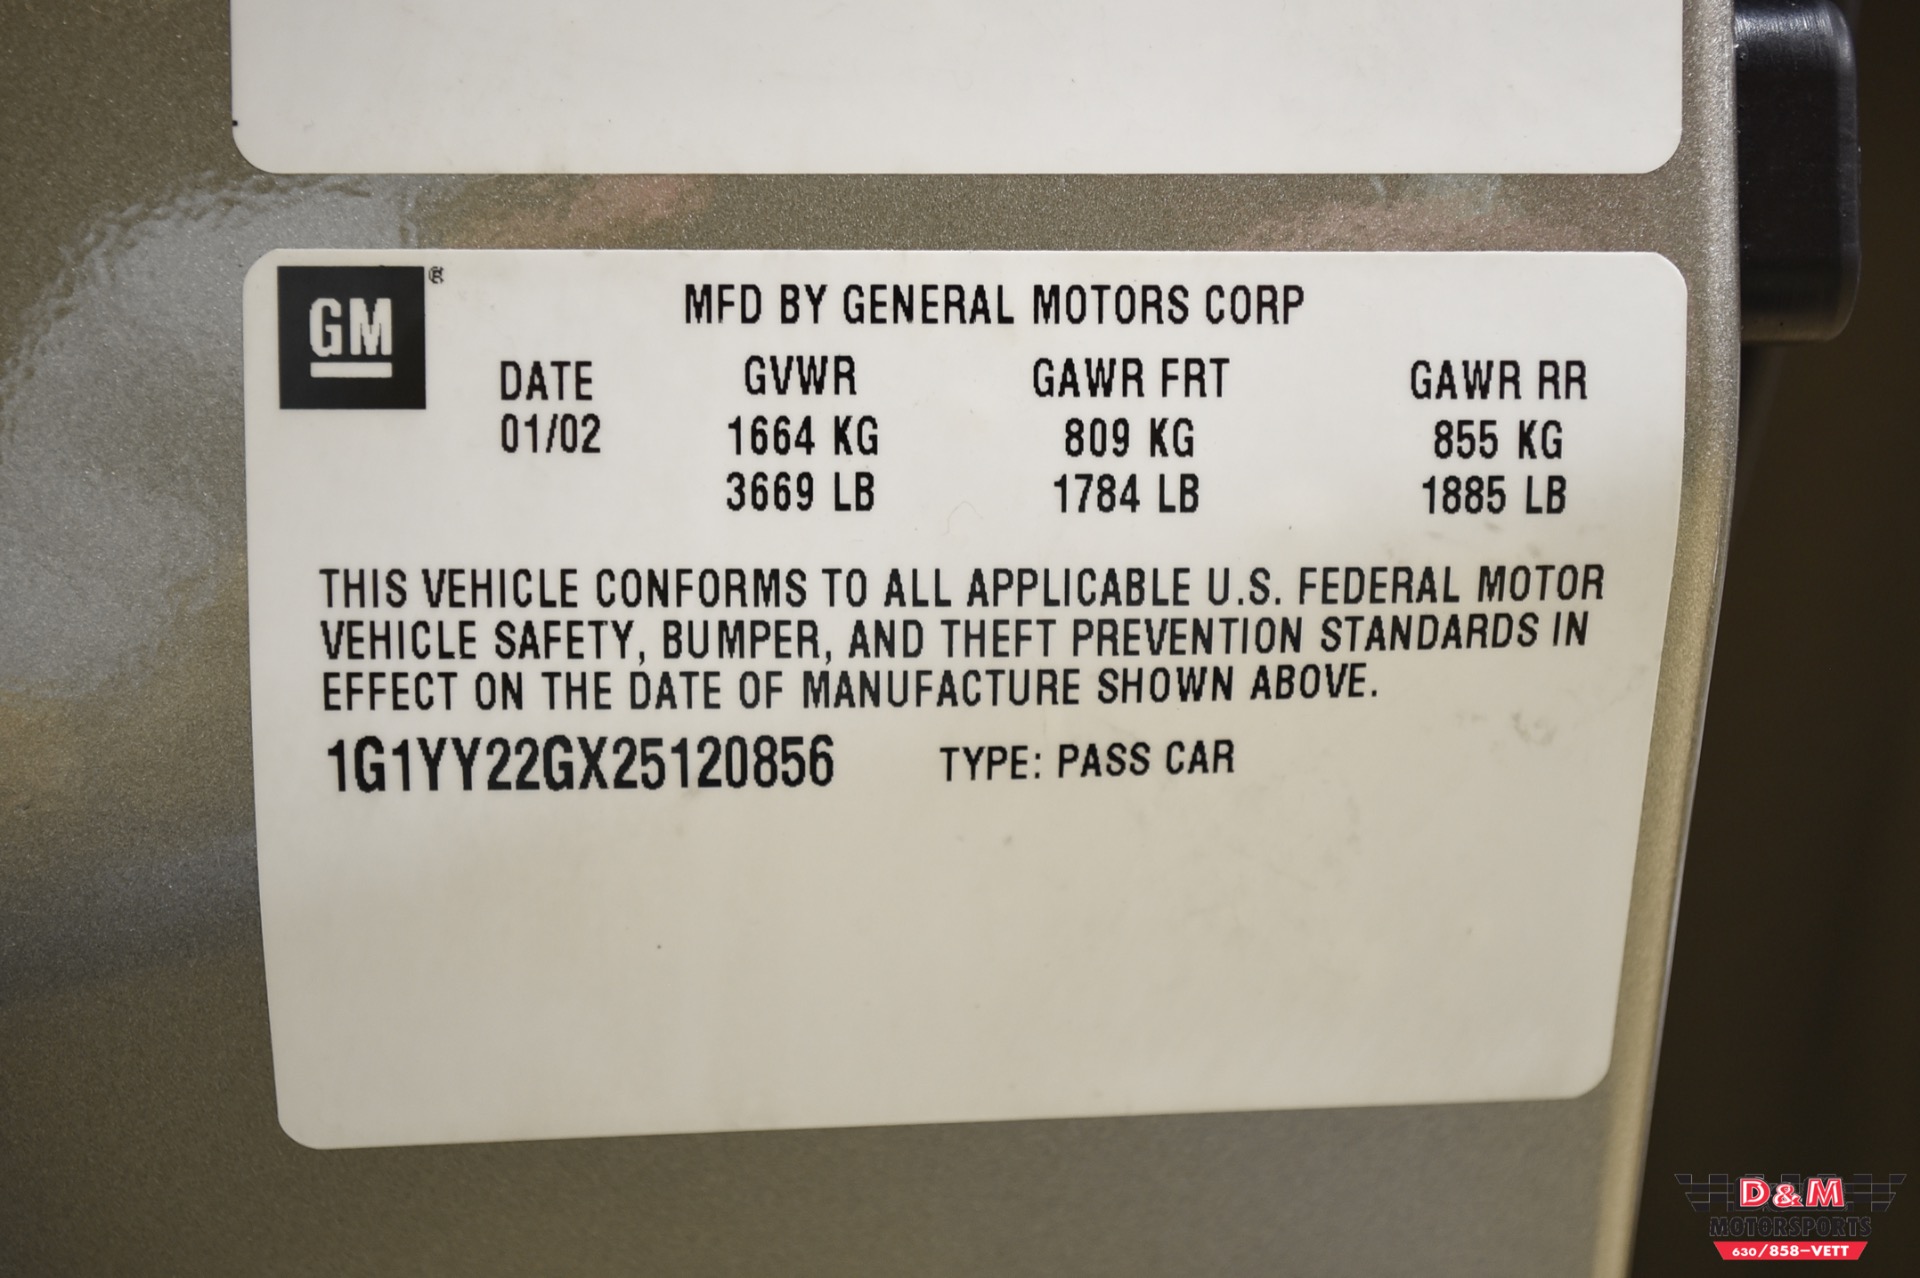 GM ®
MFD BY GENERAL MOTORS CORP
DATE GVWR GAWR FRT GAWR RR
01/02 1664 KG 809 KG 855 KG
3669 LB 1784 LB 1885 LB
THIS VEHICLE CONFORMS TO ALL APPLICABLE U.S. FEDERAL MOTOR
VEHICLE SAFETY, BUMPER, AND THEFT PREVENTION STANDARDS IN
EFFECT ON THE DATE OF MANUFACTURE SHOWN ABOVE.
1G1YY22GX25120856 TYPE: PASS CAR
D&M
MOTORSPORTS
630/858-VETT